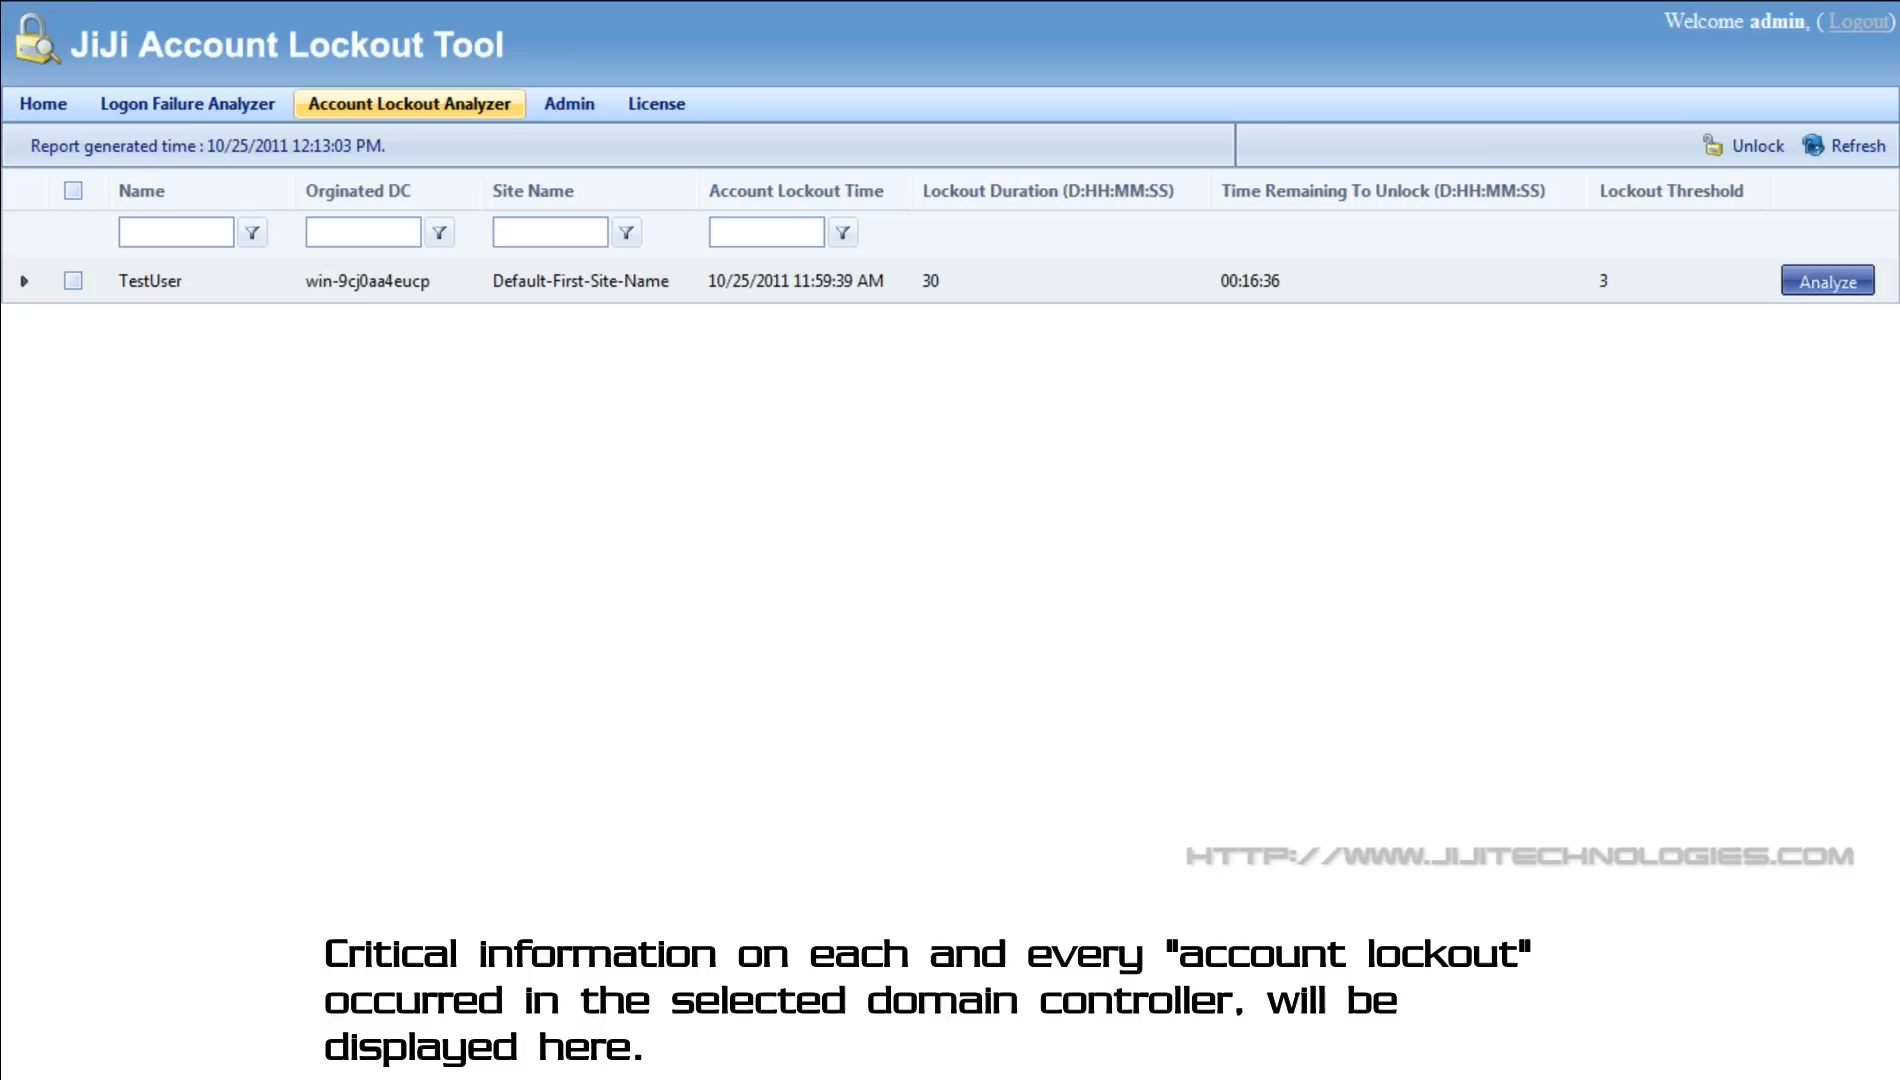 Welcome admin, ( Logout)
JiJi Account Lockout Tool
Home Logon Failure Analyzer Account Lockout Analyzer Admin License
Report generated time : 10/25/2011 12:13:03 PM. Unlock Refresh
Name Orginated DC Site Name Account Lockout Time Lockout Duration (D:HH:MM:SS) Time Remaining To Unlock (D:HH:MM:SS) Lockout Threshold
TestUser win-9cj0aa4eucp Default-First-Site-Name 10/25/2011 11:59:39 AM 30 00:16:36 3 Analyze
HTTP://WWW.JIJITECHNOLOGIES.COM
Critical information on each and every "account lockout"
occurred in the selected domain controller, will be
displayed here.